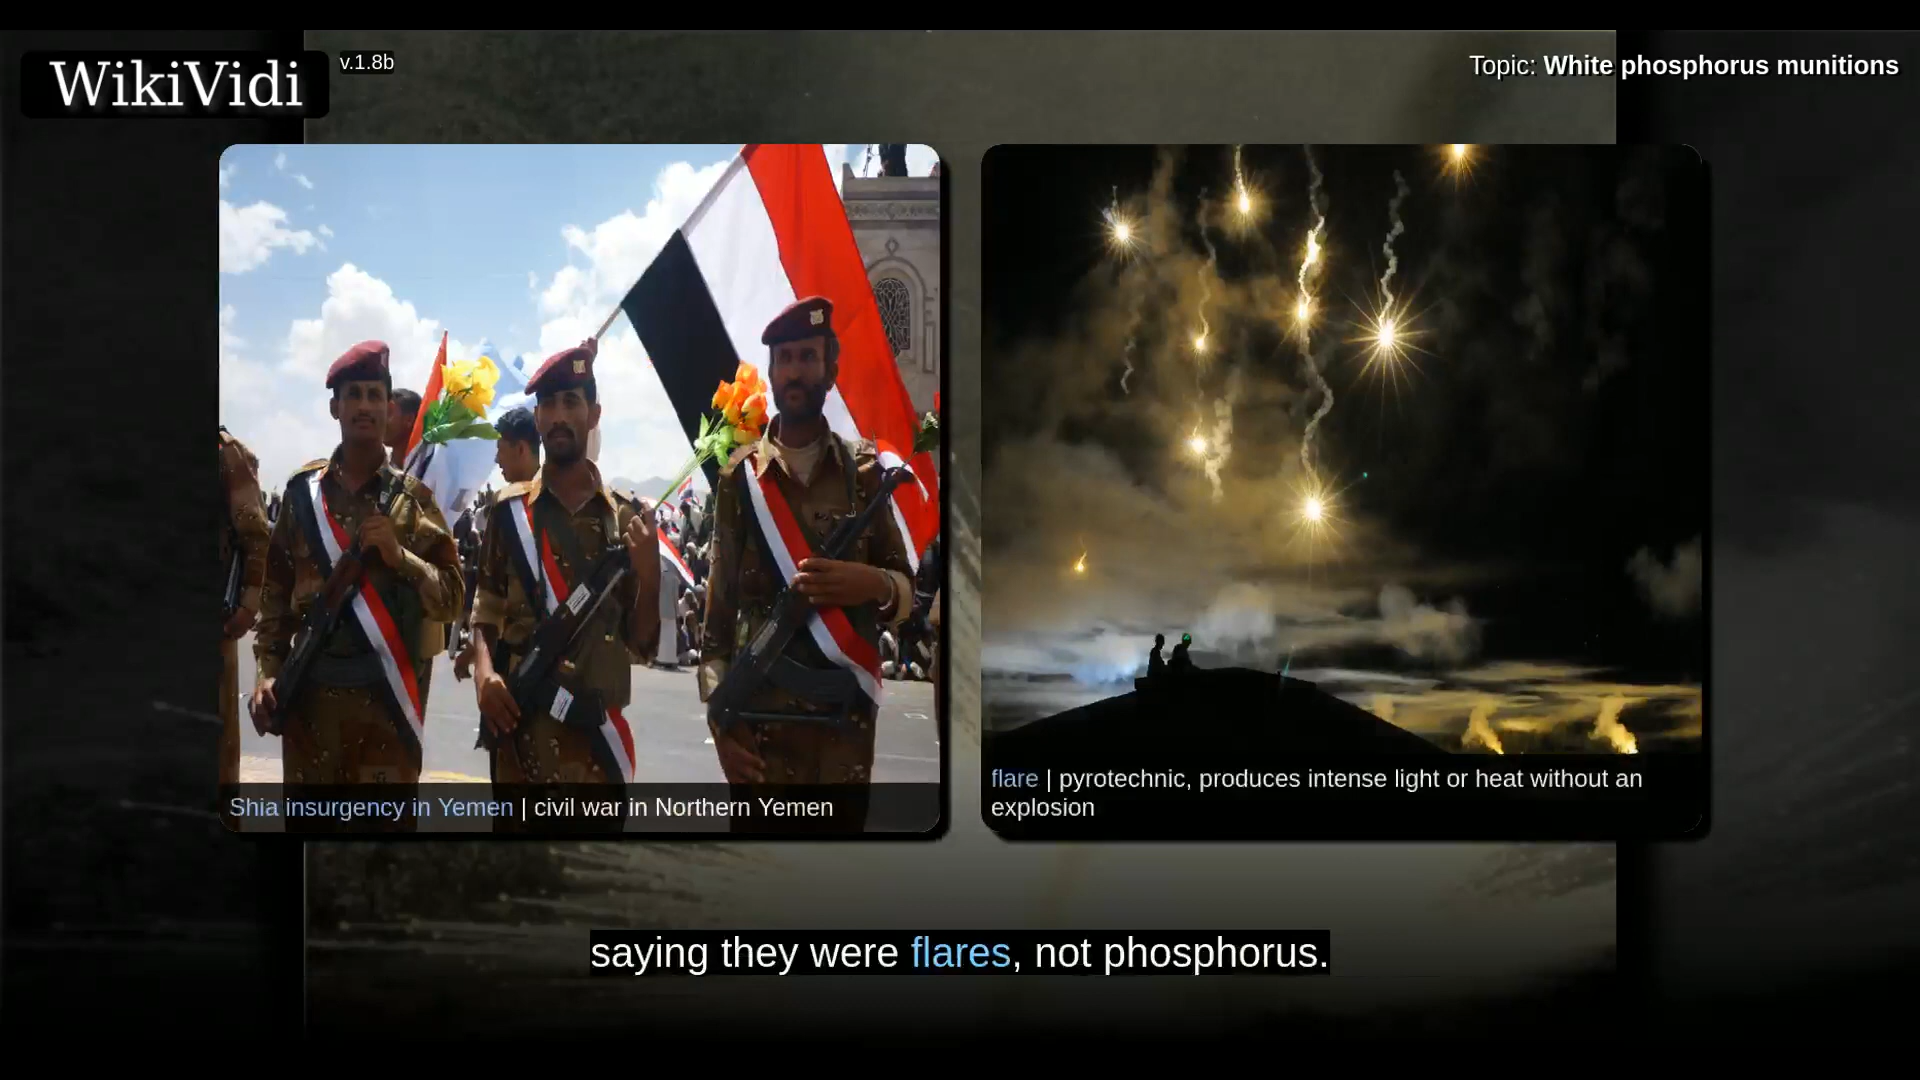 WikiVidi
v.1.8b
Topic: White phosphorus munitions
Shia insurgency in Yemen | civil war in Northern Yemen
flare | pyrotechnic, produces intense light or heat without an
explosion
saying they were flares, not phosphorus.